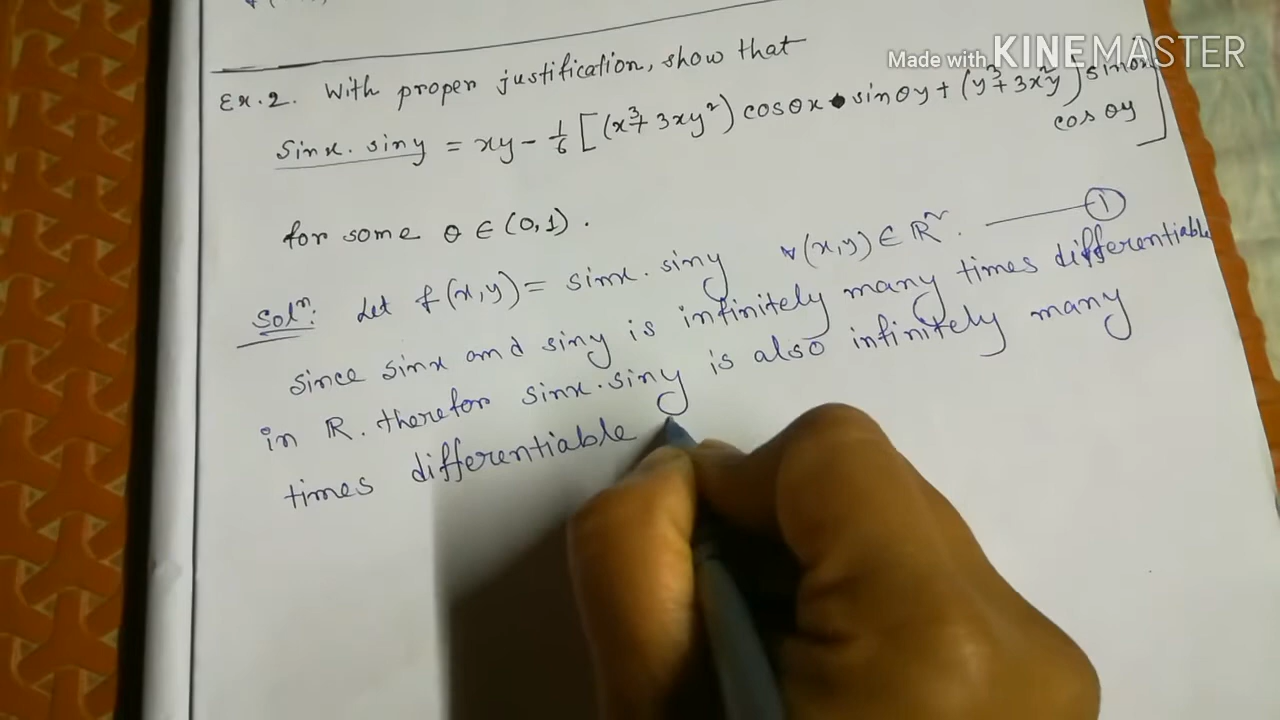 Made with KINEMASTER
Ex.2. With proper justification, show that
sinx. siny = xy - 1/6 [(x³+3xy²) cosθx • sinθy + (y³+3x²y) sinθx
cosθy]
for some θ ∈ (0,1).
Solⁿ: Let f(x,y) = sinx. siny ∀(x,y) ∈ ℝ². ——— ①
since sinx and siny is infinitely many times differentiable
in ℝ. therefor sinx.siny is also infinitely many
times differentiable